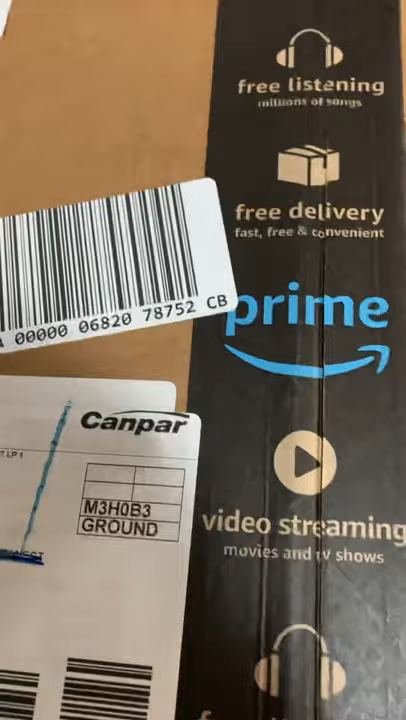 free listening
millions of songs
free delivery
fast, free & convenient
00000 06820 78752 CB
prime
Canpar
M3H0B3
GROUND
video streaming
movies and tv shows